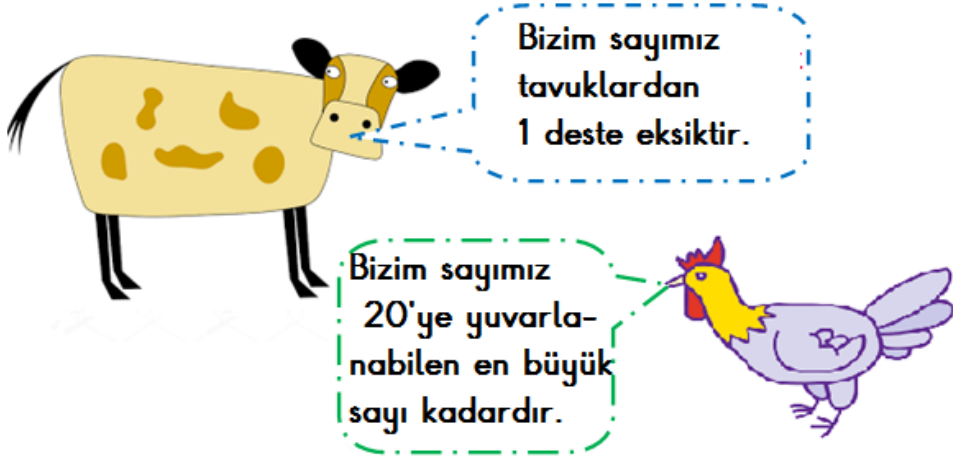 Bizim sayımız
tavuklardan
1 deste eksiktir.
Bizim sayımız
20'ye yuvarla-
nabilen en büyük
sayı kadardır.